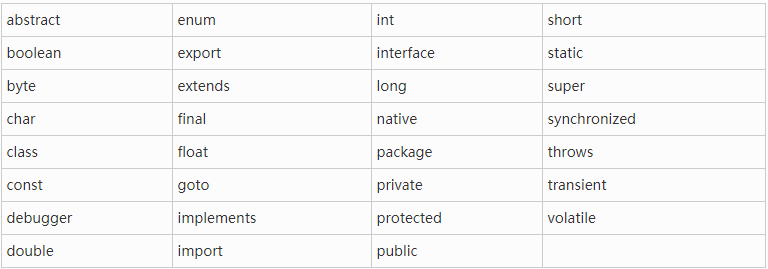 abstract enum int short
boolean export interface static
byte extends long super
char final native synchronized
class float package throws
const goto private transient
debugger implements protected volatile
double import public